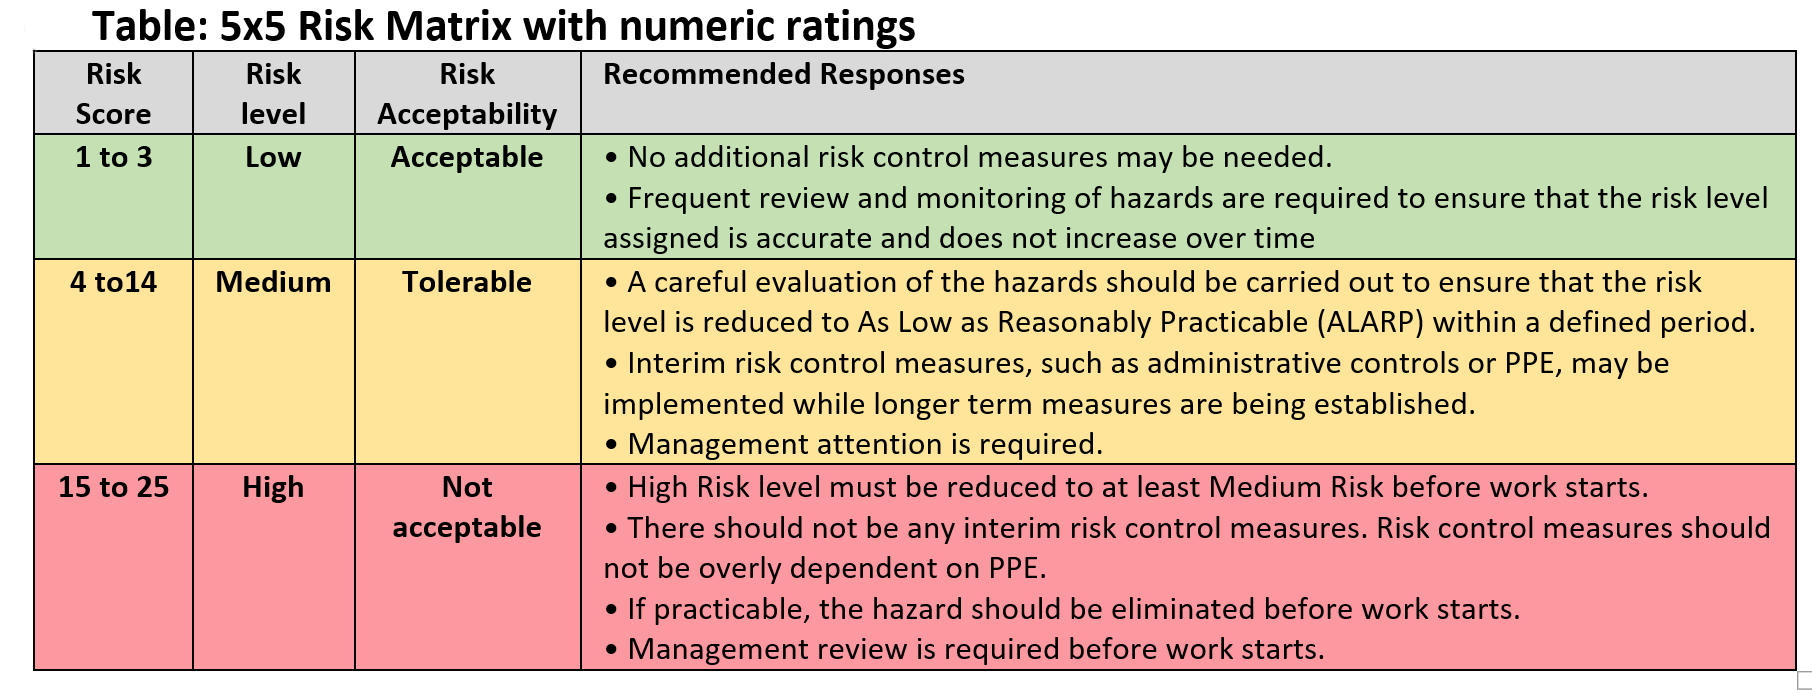 Table: 5x5 Risk Matrix with numeric ratings
Risk
Score
Risk
level
Risk
Acceptability
Recommended Responses
1 to 3
Low
Acceptable
• No additional risk control measures may be needed.
• Frequent review and monitoring of hazards are required to ensure that the risk level
assigned is accurate and does not increase over time
4 to14
Medium
Tolerable
• A careful evaluation of the hazards should be carried out to ensure that the risk
level is reduced to As Low as Reasonably Practicable (ALARP) within a defined period.
• Interim risk control measures, such as administrative controls or PPE, may be
implemented while longer term measures are being established.
• Management attention is required.
15 to 25
High
Not
acceptable
• High Risk level must be reduced to at least Medium Risk before work starts.
• There should not be any interim risk control measures. Risk control measures should
not be overly dependent on PPE.
• If practicable, the hazard should be eliminated before work starts.
• Management review is required before work starts.